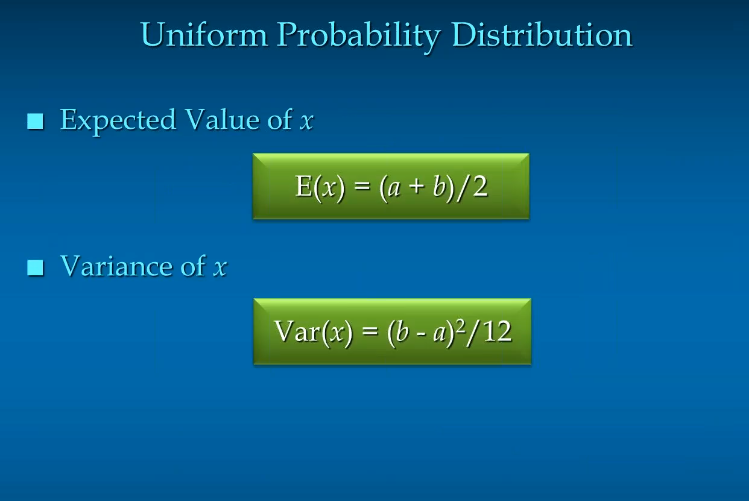 Uniform Probability Distribution
Expected Value of x
E(x) = (a + b)/2
Variance of x
Var(x) = (b - a)²/12